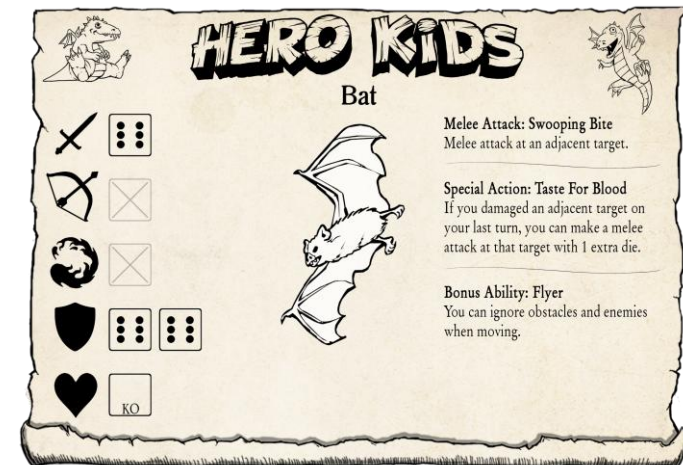 HERO KIDS
Bat
Melee Attack: Swooping Bite
Melee attack at an adjacent target.
Special Action: Taste For Blood
If you damaged an adjacent target on
your last turn, you can make a melee
attack at that target with 1 extra die.
Bonus Ability: Flyer
You can ignore obstacles and enemies
when moving.
KO